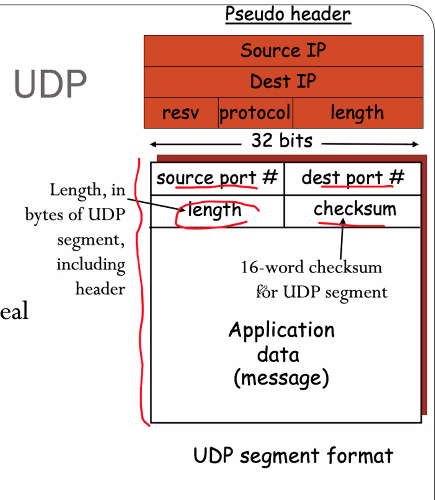 Pseudo header
Source IP
UDP
Dest IP
resv protocol length
32 bits
source port # dest port #
Length, in
bytes of UDP
segment,
including
header
length checksum
16-word checksum
for UDP segment
eal
Application
data
(message)
UDP segment format